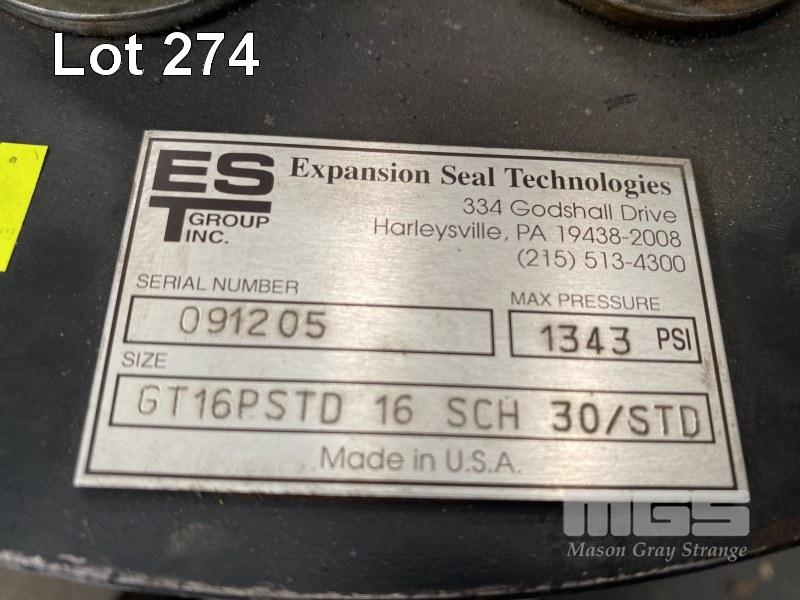 Lot 274
EST GROUP INC.
Expansion Seal Technologies
334 Godshall Drive
Harleysville, PA 19438-2008
(215) 513-4300
SERIAL NUMBER
091205
MAX PRESSURE
1343 PSI
SIZE
GT16PSTD 16 SCH 30/STD
Made in U.S.A.
MGS
Mason Gray Strange